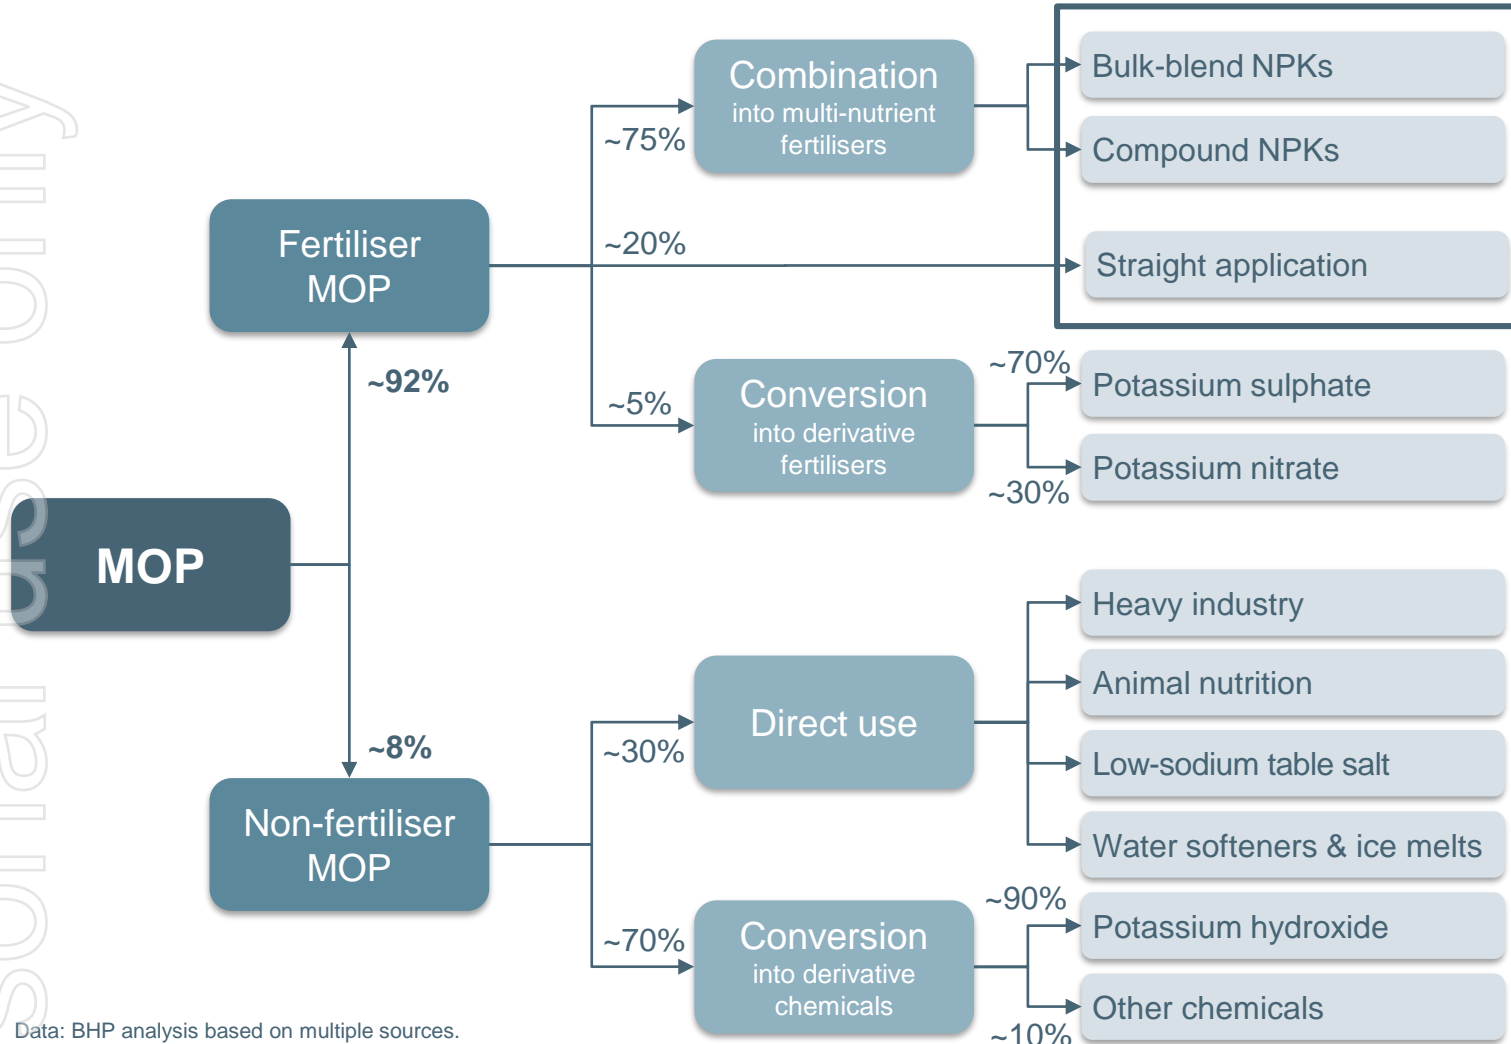 Combination
into multi-nutrient
fertilisers
Bulk-blend NPKs
Compound NPKs
~75%
Fertiliser
MOP
~20%
Straight application
~92%
~5%
Conversion
into derivative
fertilisers
~70%
Potassium sulphate
Potassium nitrate
~30%
MOP
Heavy industry
Animal nutrition
Direct use
~30%
Low-sodium table salt
Water softeners & ice melts
~8%
Non-fertiliser
MOP
~70%
Conversion
into derivative
chemicals
~90%
Potassium hydroxide
Other chemicals
~10%
Data: BHP analysis based on multiple sources.
sonal use only